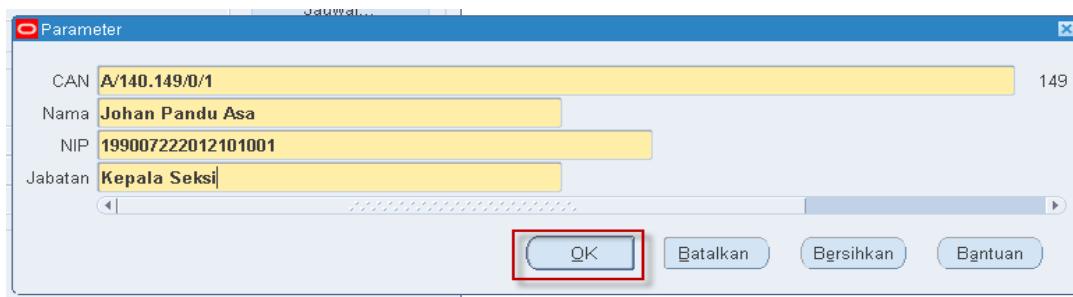 Jadwal...
Parameter
CAN A/140.149/0/1 149
Nama Johan Pandu Asa
NIP 199007222012101001
Jabatan Kepala Seksi
OK Batalkan Bersihkan Bantuan